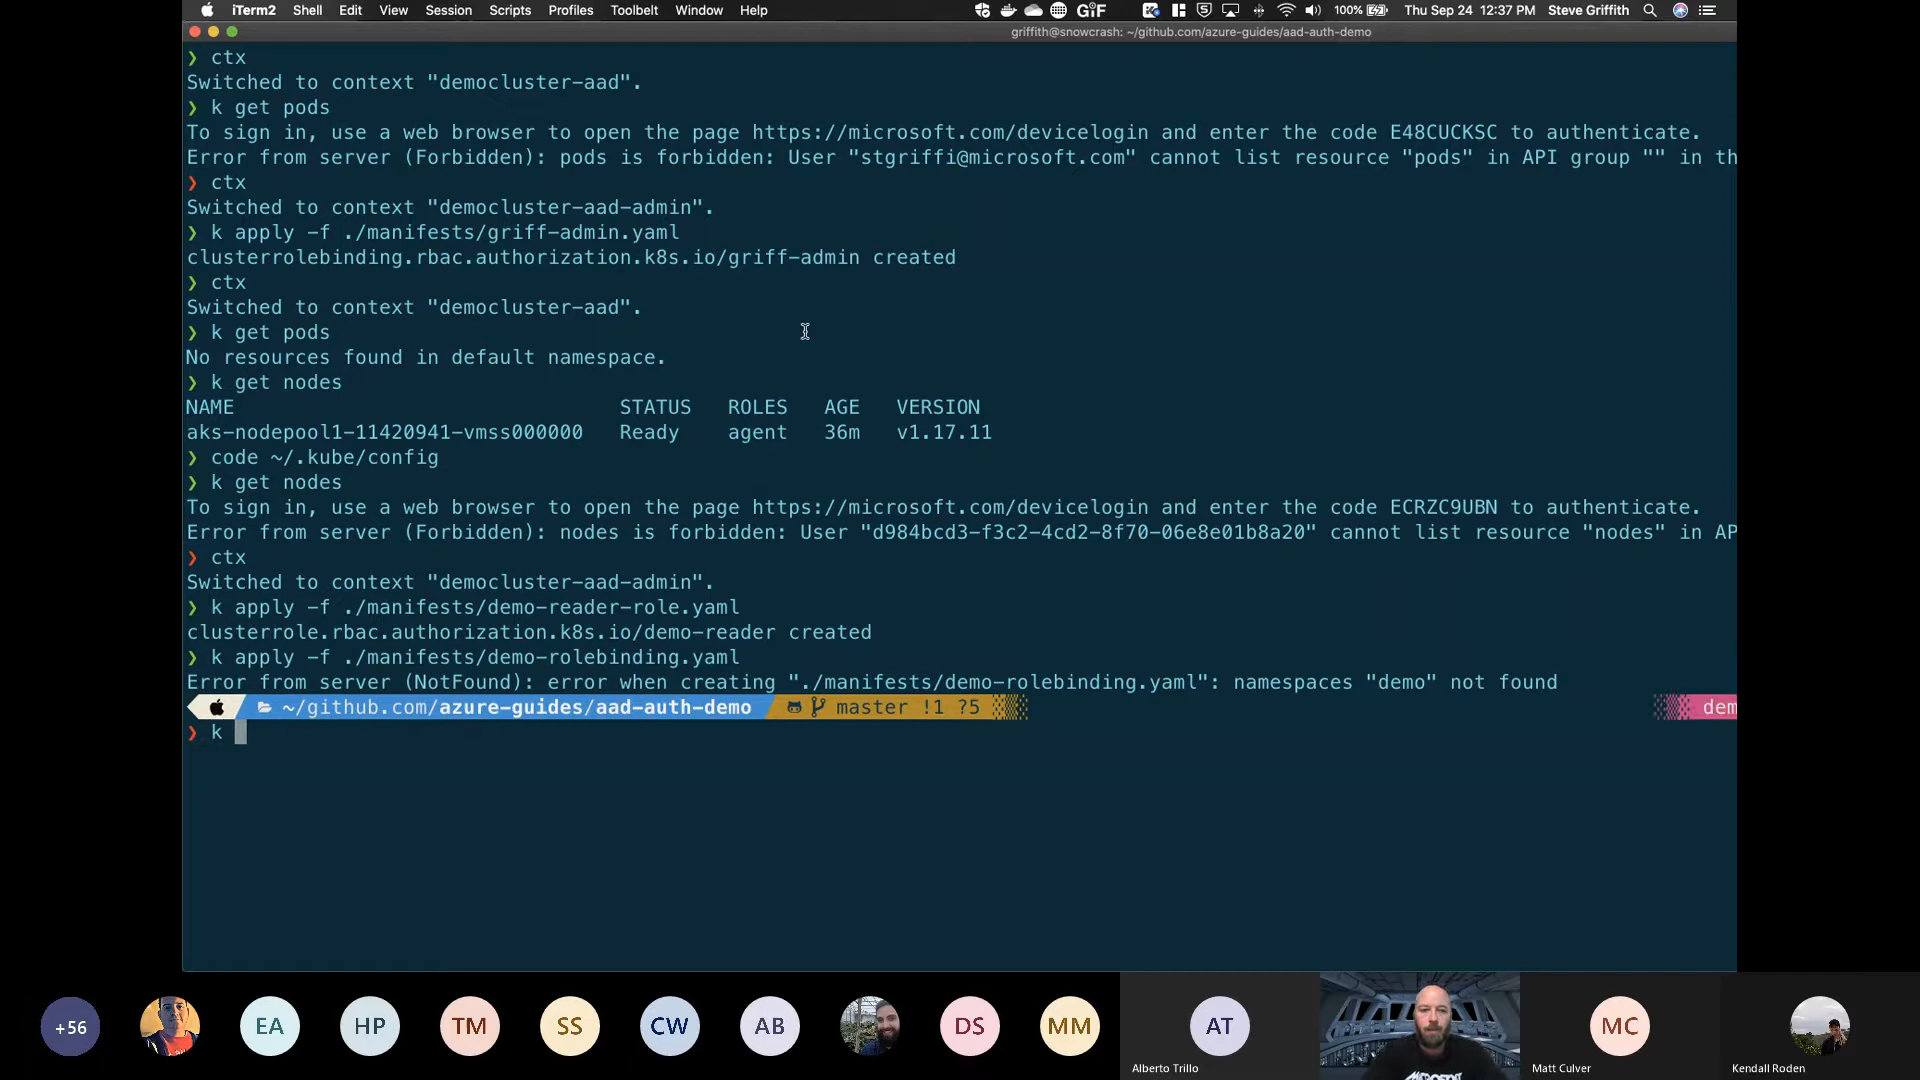 iTerm2 Shell Edit View Session Scripts Profiles Toolbelt Window Help GiF 5 100% Thu Sep 24 12:37 PM Steve Griffith
griffith@snowcrash: ~/github.com/azure-guides/aad-auth-demo
❯ ctx
Switched to context "democluster-aad".
❯ k get pods
To sign in, use a web browser to open the page https://microsoft.com/devicelogin and enter the code E48CUCKSC to authenticate.
Error from server (Forbidden): pods is forbidden: User "stgriffi@microsoft.com" cannot list resource "pods" in API group "" in th
❯ ctx
Switched to context "democluster-aad-admin".
❯ k apply -f ./manifests/griff-admin.yaml
clusterrolebinding.rbac.authorization.k8s.io/griff-admin created
❯ ctx
Switched to context "democluster-aad".
❯ k get pods
No resources found in default namespace.
❯ k get nodes
NAME STATUS ROLES AGE VERSION
aks-nodepool1-11420941-vmss000000 Ready agent 36m v1.17.11
❯ code ~/.kube/config
❯ k get nodes
To sign in, use a web browser to open the page https://microsoft.com/devicelogin and enter the code ECRZC9UBN to authenticate.
Error from server (Forbidden): nodes is forbidden: User "d984bcd3-f3c2-4cd2-8f70-06e8e01b8a20" cannot list resource "nodes" in AP
❯ ctx
Switched to context "democluster-aad-admin".
❯ k apply -f ./manifests/demo-reader-role.yaml
clusterrole.rbac.authorization.k8s.io/demo-reader created
❯ k apply -f ./manifests/demo-rolebinding.yaml
Error from server (NotFound): error when creating "./manifests/demo-rolebinding.yaml": namespaces "demo" not found
~/github.com/azure-guides/aad-auth-demo master !1 ?5 dem
❯ k
+56 EA HP TM SS CW AB DS MM AT MC
Alberto Trillo Matt Culver Kendall Roden